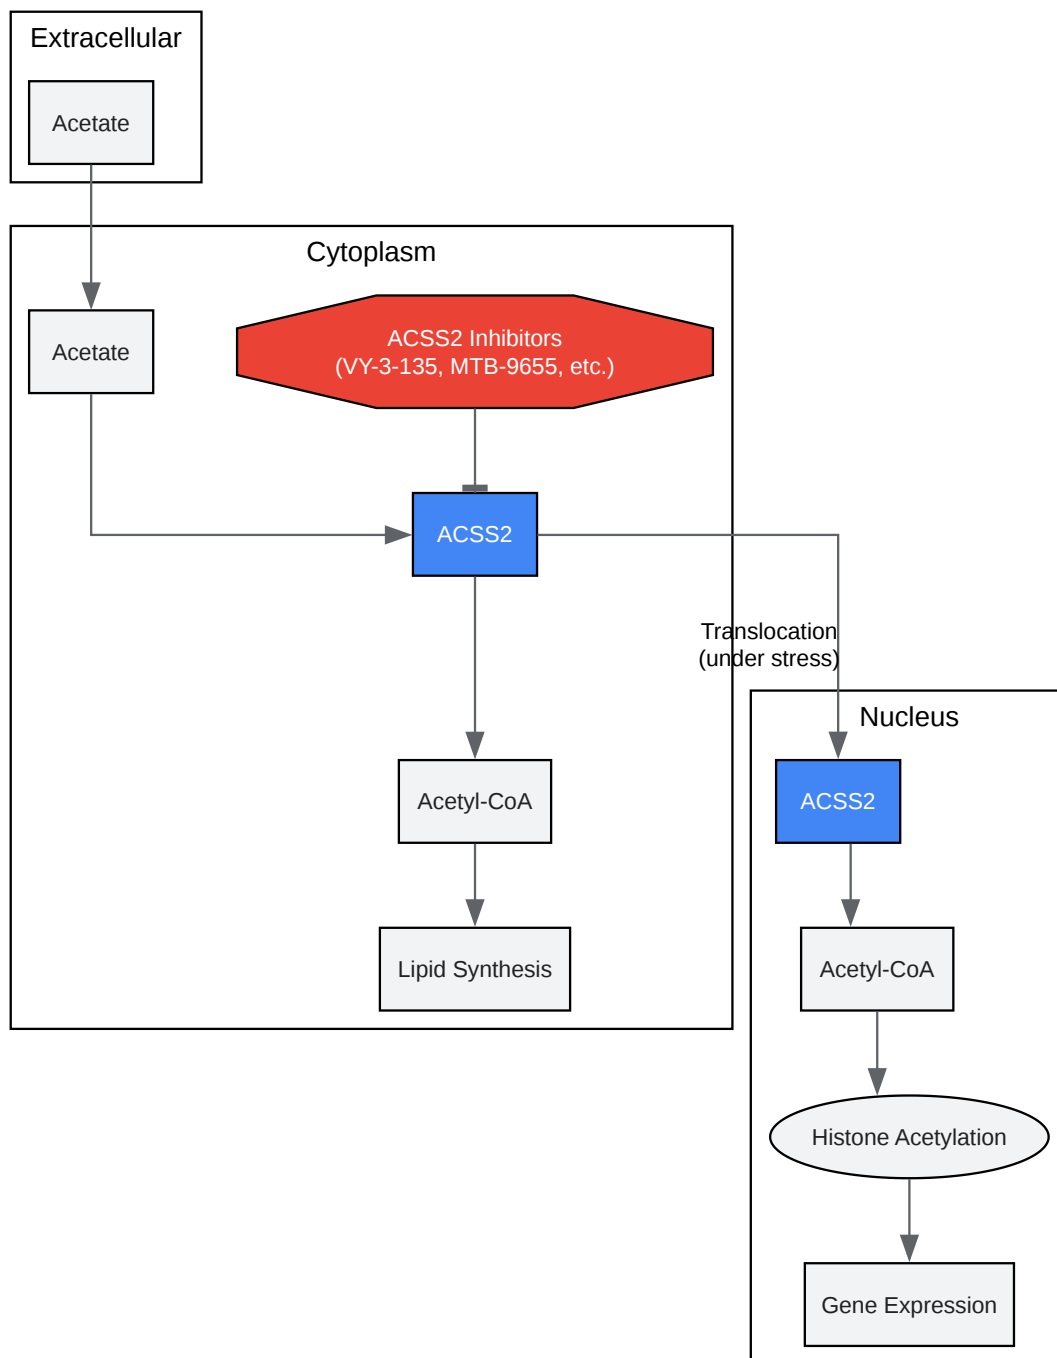 Extracellular
Acetate
Cytoplasm
Acetate
ACSS2 Inhibitors
(VY-3-135, MTB-9655, etc.)
ACSS2
Translocation
(under stress)
Nucleus
ACSS2
Acetyl-CoA
Lipid Synthesis
Acetyl-CoA
Histone Acetylation
Gene Expression